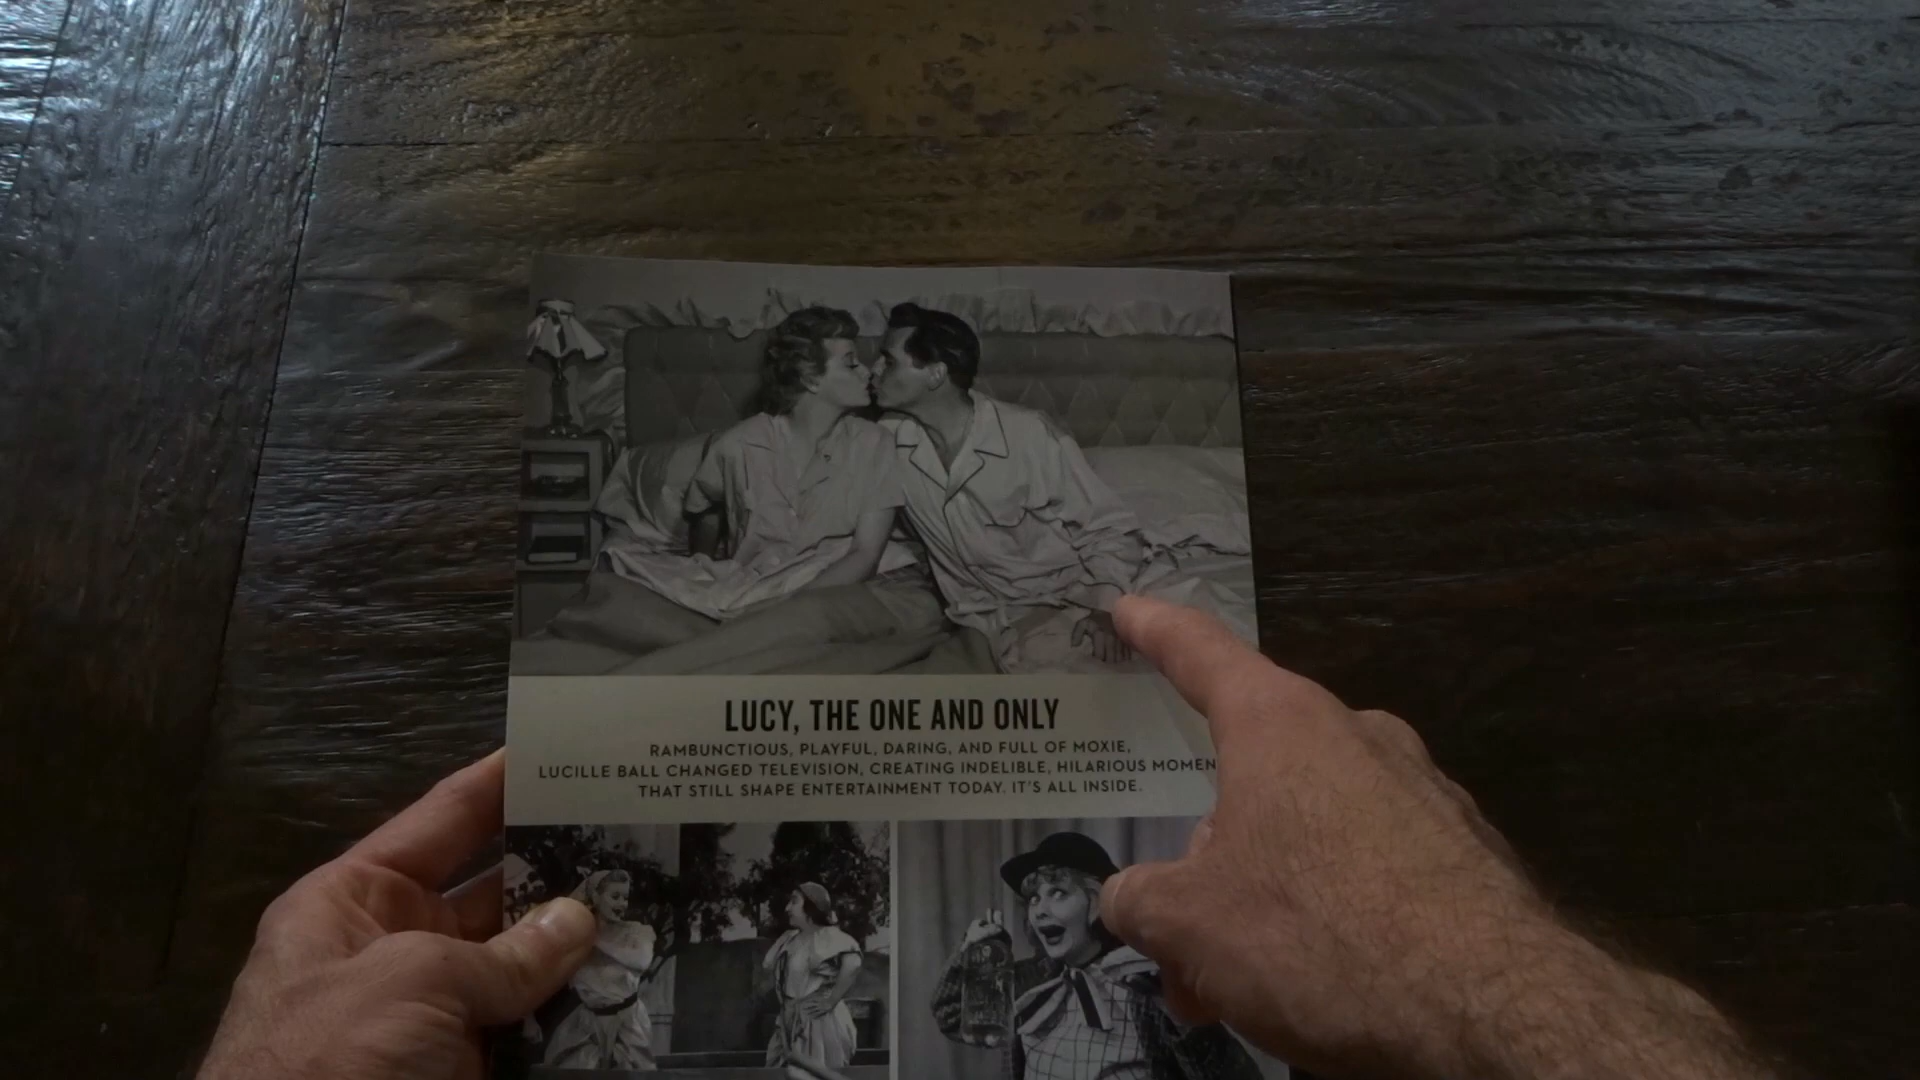 LUCY, THE ONE AND ONLY
RAMBUNCTIOUS, PLAYFUL, DARING, AND FULL OF MOXIE,
LUCILLE BALL CHANGED TELEVISION, CREATING INDELIBLE, HILARIOUS MOMEN
THAT STILL SHAPE ENTERTAINMENT TODAY. IT'S ALL INSIDE.